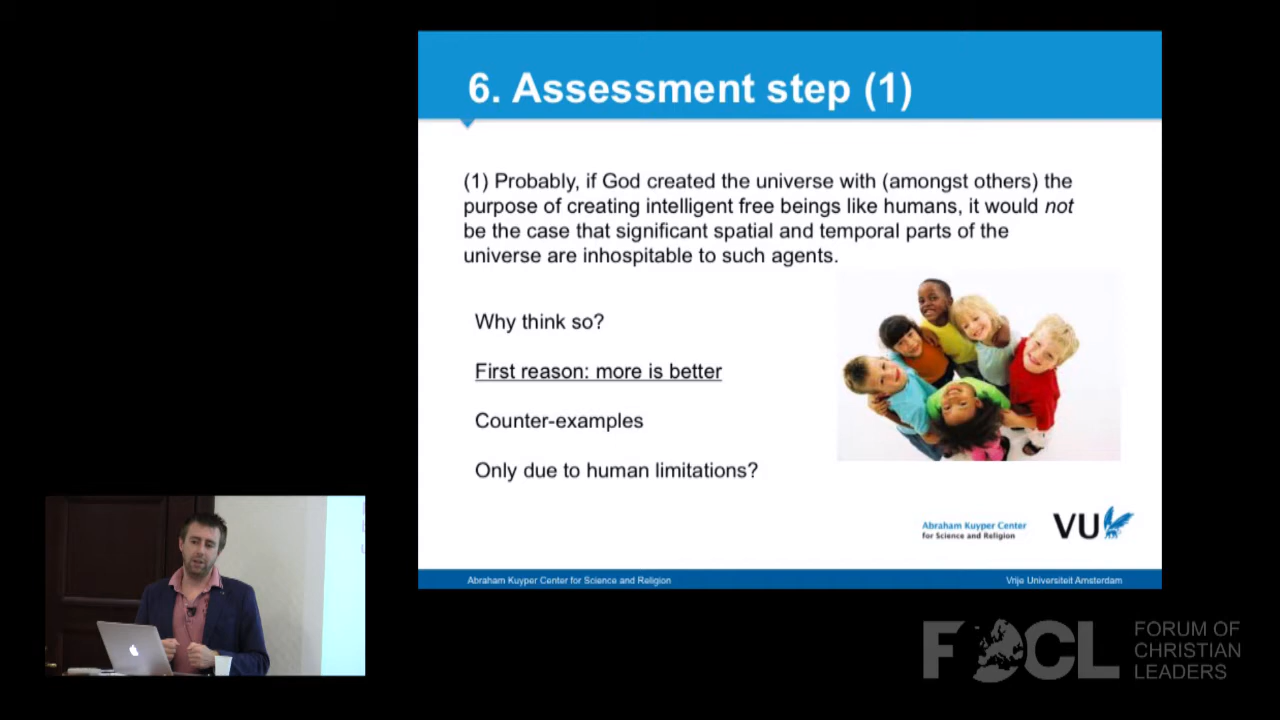 6. Assessment step (1)
(1) Probably, if God created the universe with (amongst others) the
purpose of creating intelligent free beings like humans, it would not
be the case that significant spatial and temporal parts of the
universe are inhospitable to such agents.
Why think so?
First reason: more is better
Counter-examples
Only due to human limitations?
Abraham Kuyper Center
for Science and Religion
VU
Abraham Kuyper Center for Science and Religion
Vrije Universiteit Amsterdam
FOCL
FORUM OF
CHRISTIAN
LEADERS